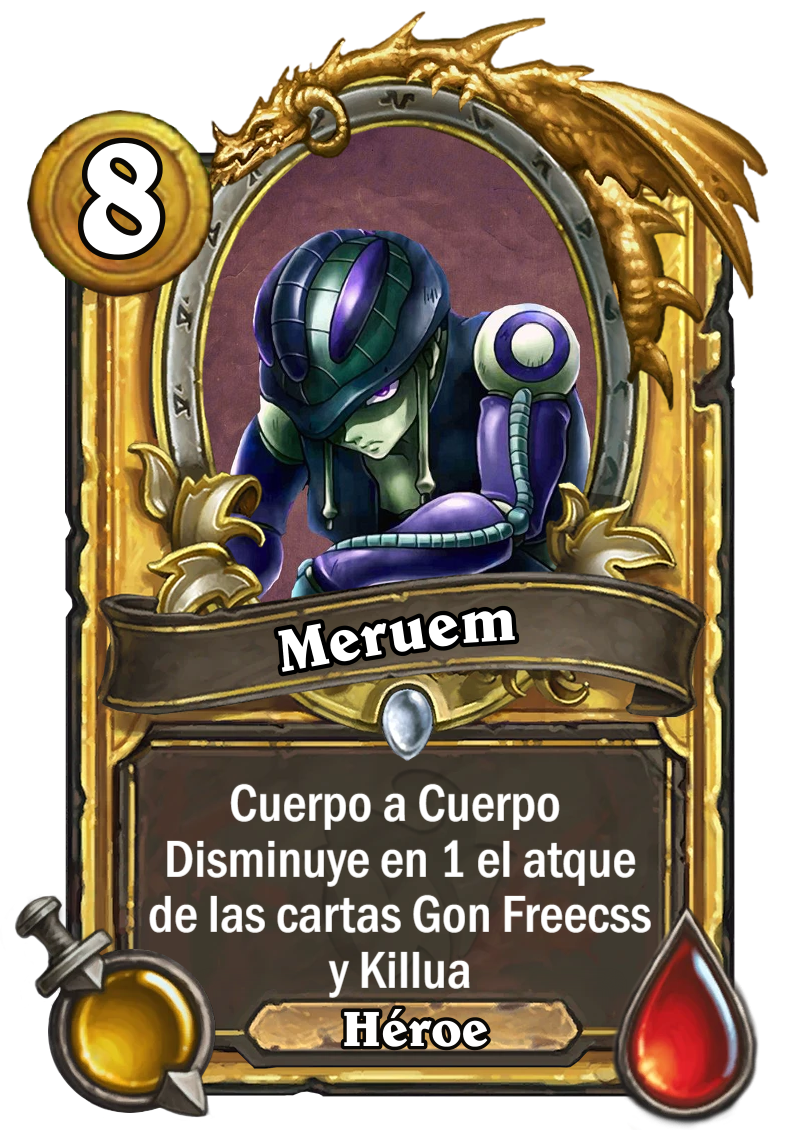 8
Meruem
Cuerpo a Cuerpo
Disminuye en 1 el atque
de las cartas Gon Freecss
y Killua
Héroe